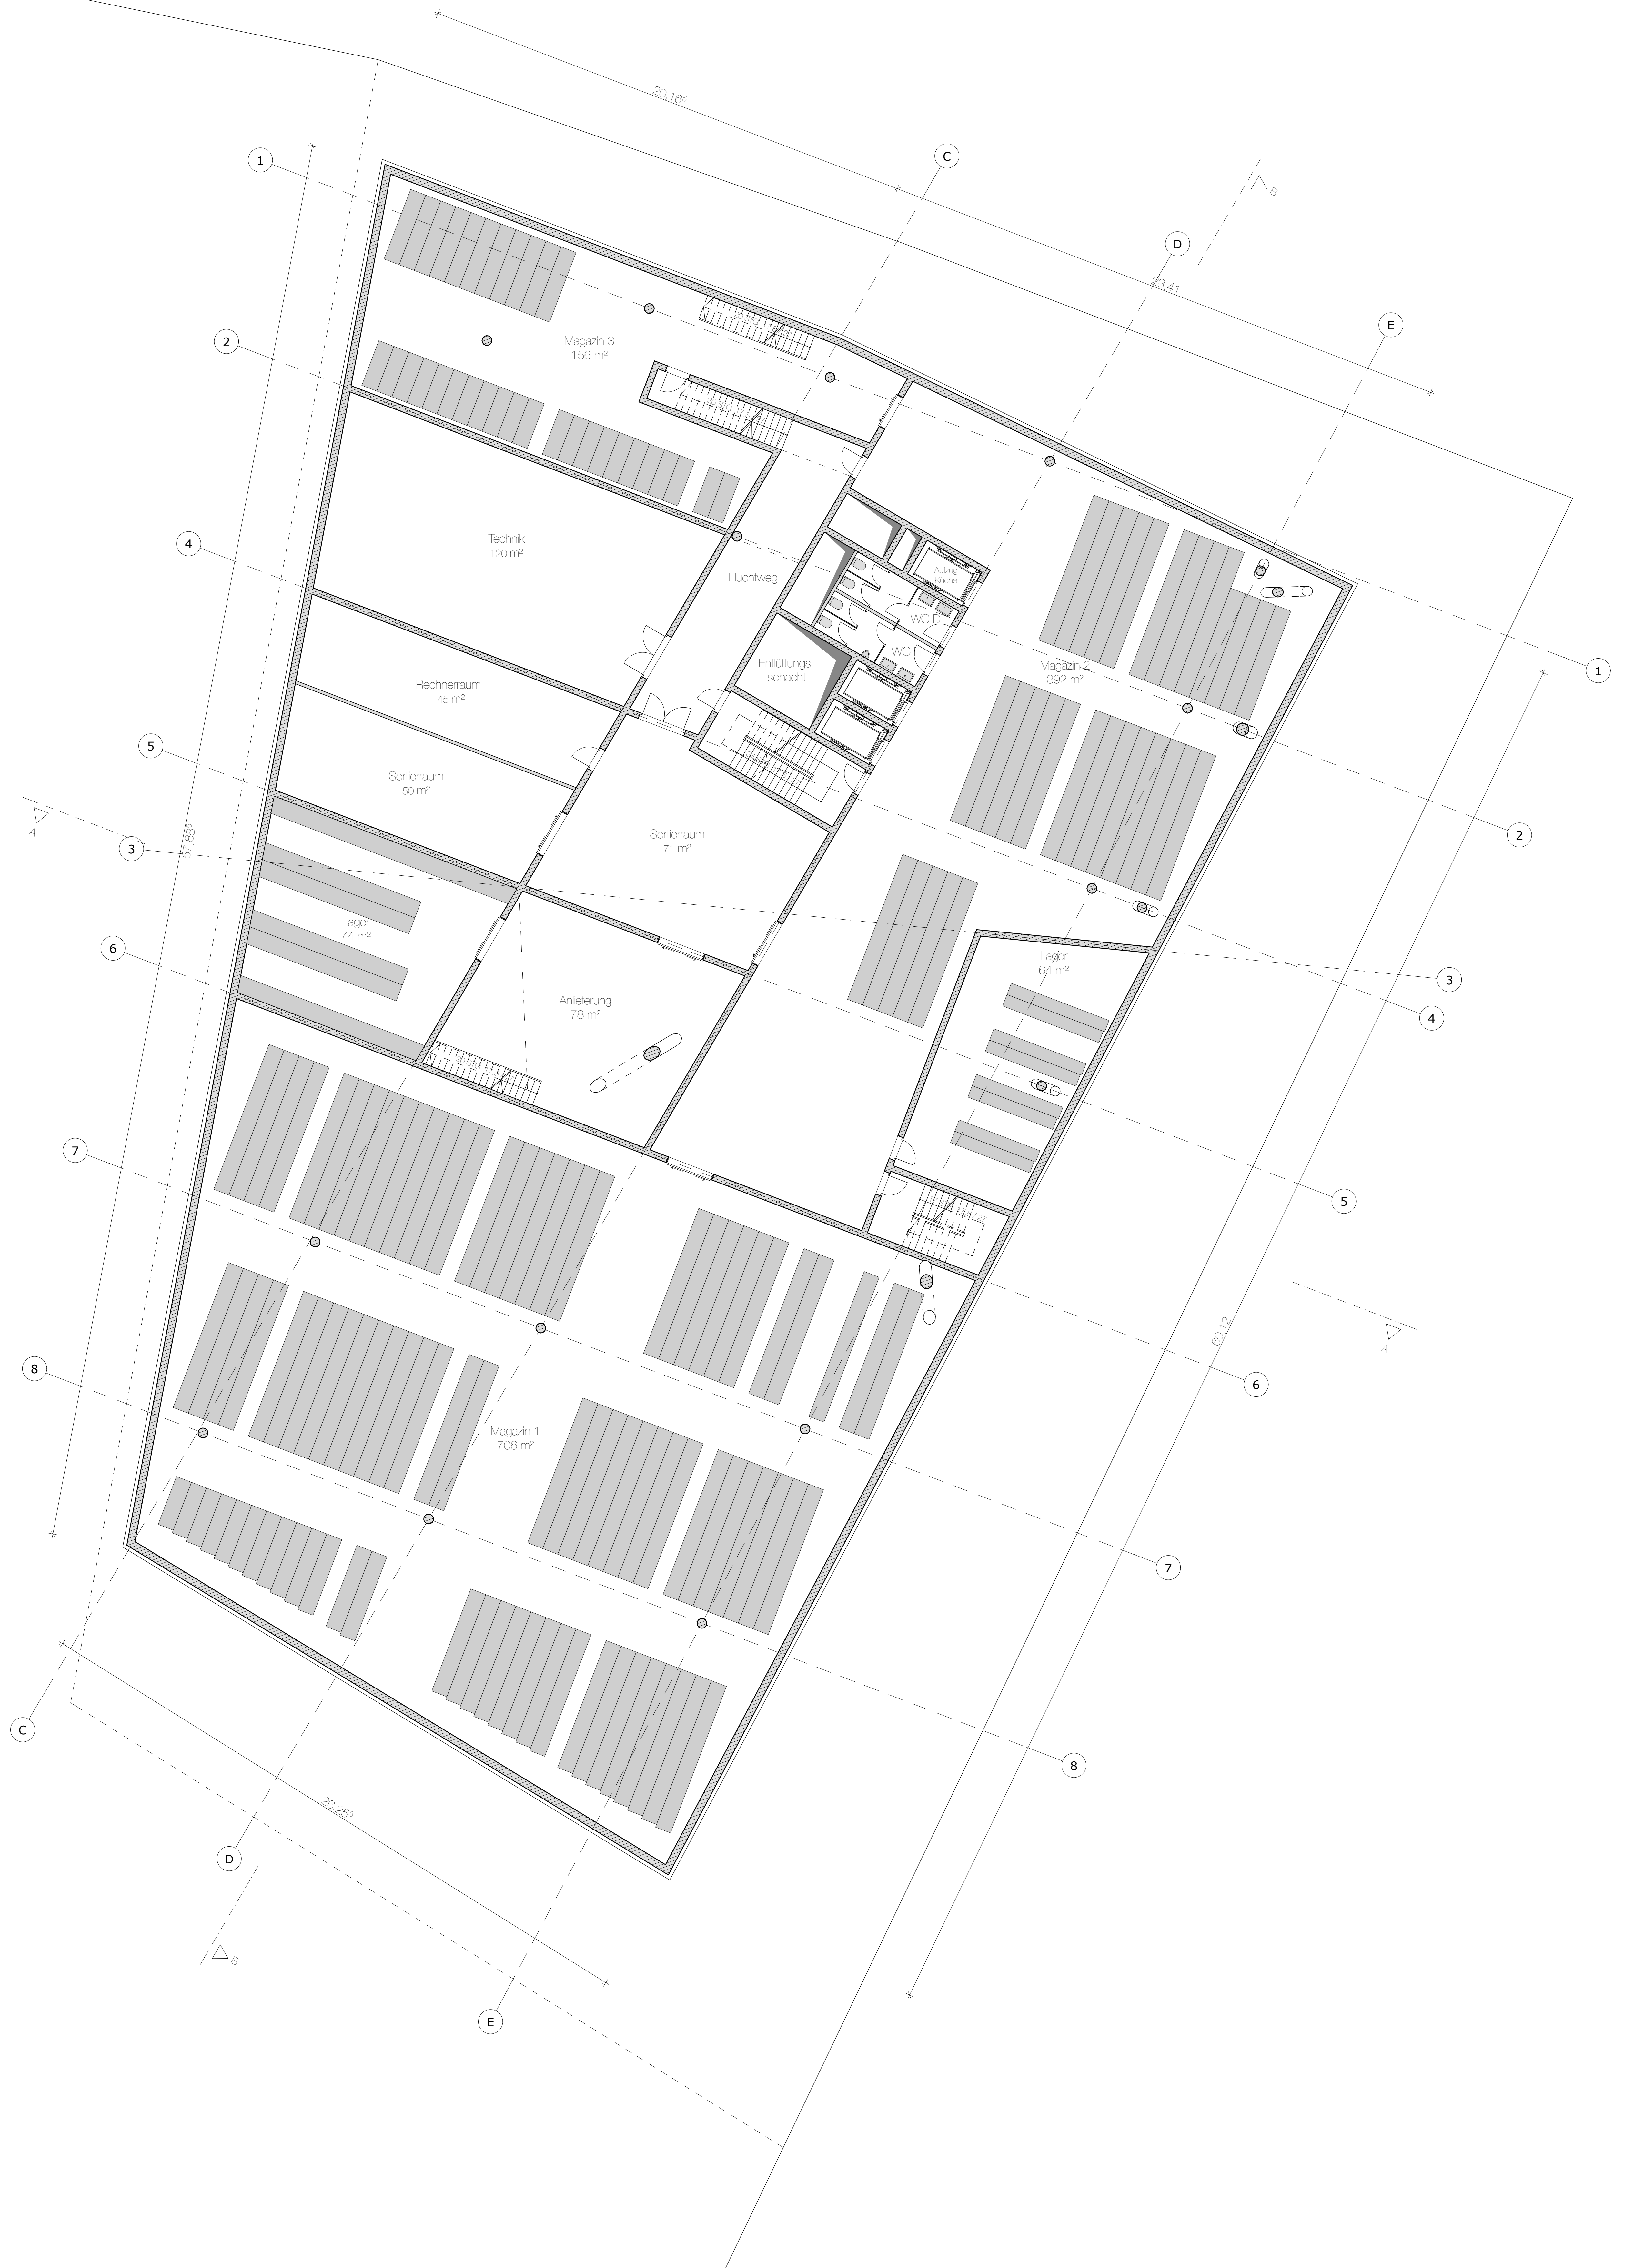 20,16⁵
1
C
B
D
23,41
E
2
Magazin 3
156 m²
4
Technik
120 m²
Fluchtweg
Aufzug
Küche
WC D
WC H
Entlüftungs-
schacht
Magazin 2
392 m²
1
Rechnerraum
45 m²
5
Sortierraum
50 m²
A
3
57,88⁵
Sortierraum
71 m²
2
Lager
74 m²
6
Lager
64 m²
3
4
Anlieferung
78 m²
7
5
60,12
A
8
6
Magazin 1
706 m²
7
C
8
26,25⁵
D
B
E